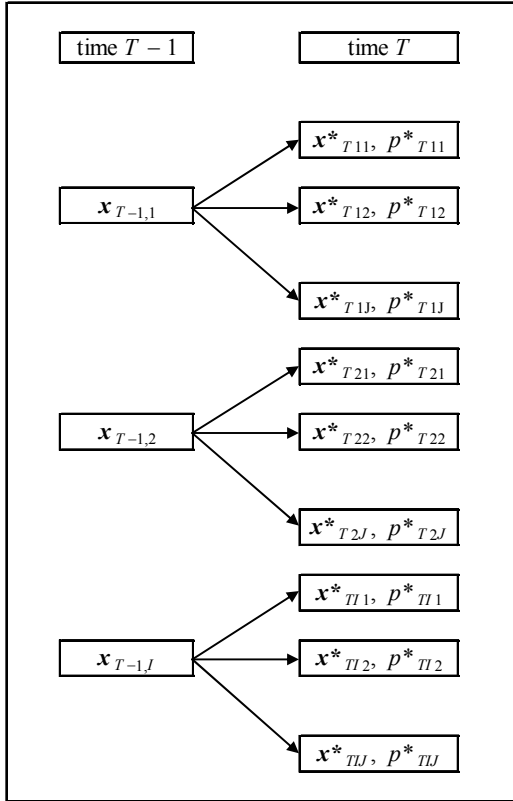 time T – 1 time T
x*T11, p*T11
xT–1,1 x*T12, p*T12
x*T1J, p*T1J
x*T21, p*T21
xT–1,2 x*T22, p*T22
x*T2J, p*T2J
x*TI1, p*TI1
xT–1,I x*TI2, p*TI2
x*TIJ, p*TIJ